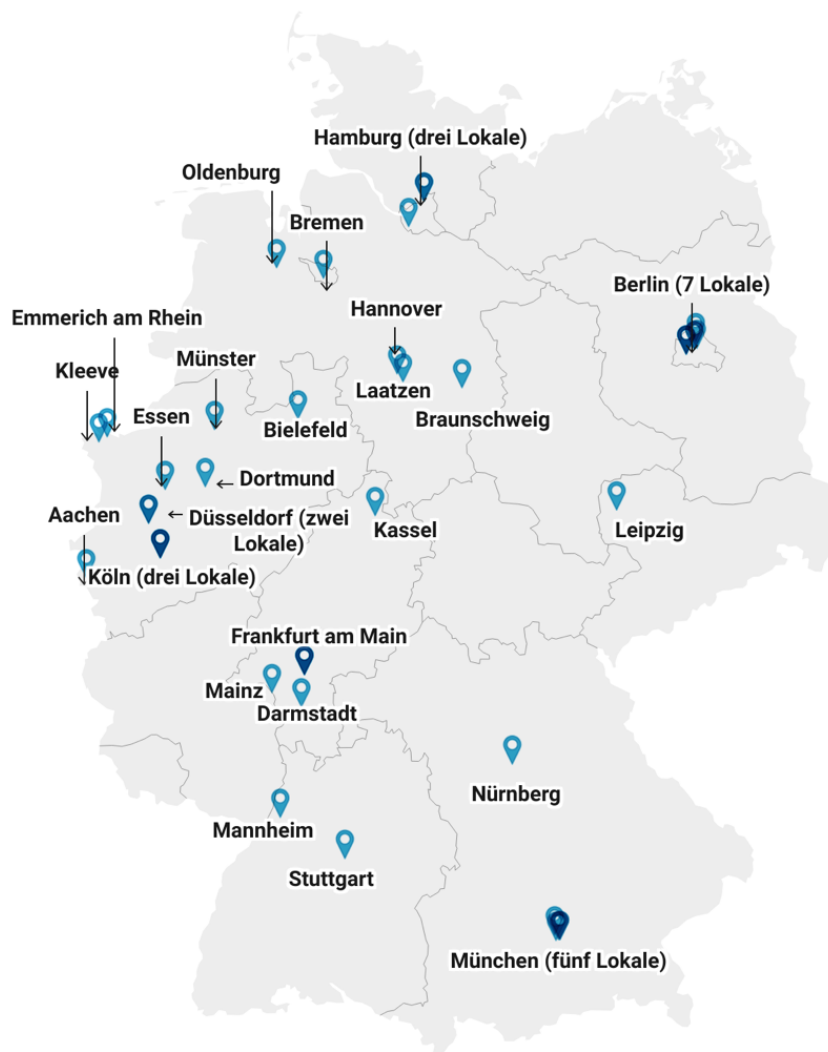 Hamburg (drei Lokale)
Oldenburg
Bremen
Berlin (7 Lokale)
Hannover
Emmerich am Rhein
Münster
Kleeve
Laatzen
Braunschweig
Essen
Bielefeld
Dortmund
Aachen
Düsseldorf (zwei
Lokale)
Kassel
Leipzig
Köln (drei Lokale)
Frankfurt am Main
Mainz
Darmstadt
Nürnberg
Mannheim
Stuttgart
München (fünf Lokale)